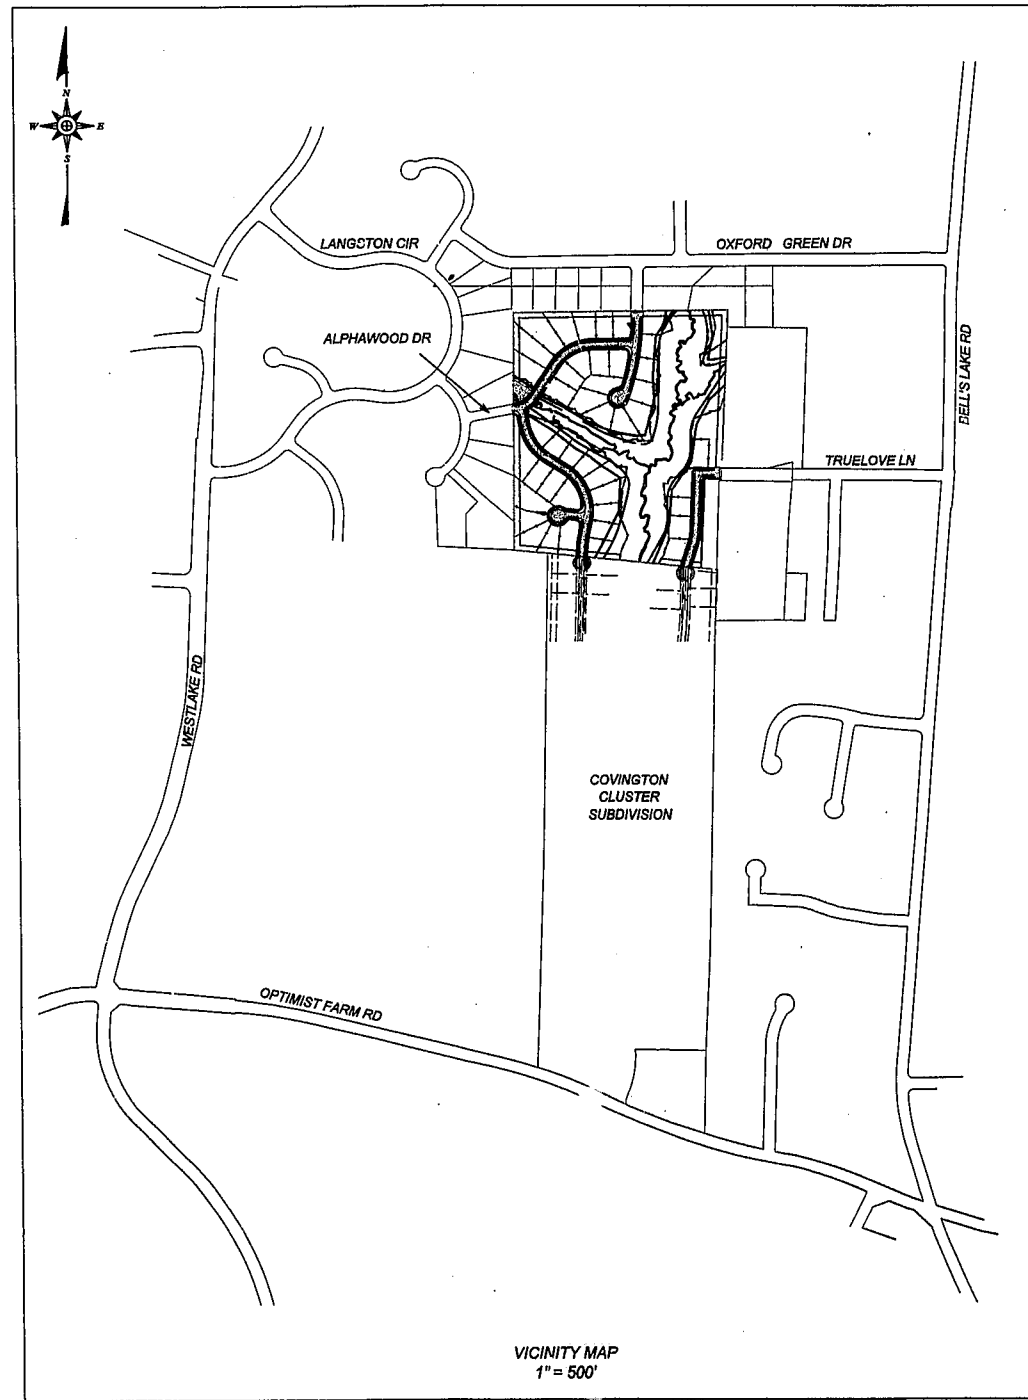 N
W E
S
LANGSTON CIR
OXFORD GREEN DR
ALPHAWOOD DR
BELL'S LAKE RD
TRUELOVE LN
WESTLAKE RD
COVINGTON
CLUSTER
SUBDIVISION
OPTIMIST FARM RD
VICINITY MAP
1" = 500'